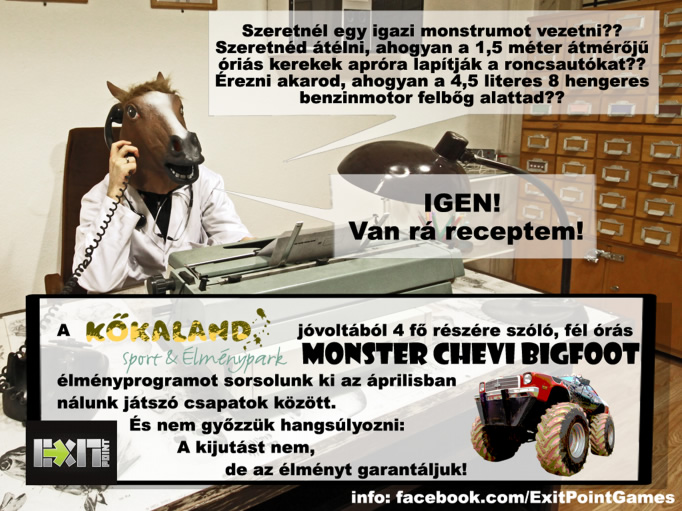 Szeretnél egy igazi monstrumot vezetni??
Szeretnéd átélni, ahogyan a 1,5 méter átmérőjű
óriás kerekek apróra lapítják a roncsautókat??
Érezni akarod, ahogyan a 4,5 literes 8 hengeres
benzinmotor felbőg alattad??
IGEN!
Van rá receptem!
A KŐKALAND jóvoltából 4 fő részére szóló, fél órás
Sport & Élménypark MONSTER CHEVI BIGFOOT
élményprogramot sorsolunk ki az áprilisban
nálunk játszó csapatok között.
És nem győzzük hangsúlyozni:
A kijutást nem,
de az élményt garantáljuk!
EXIT POINT
info: facebook.com/ExitPointGames